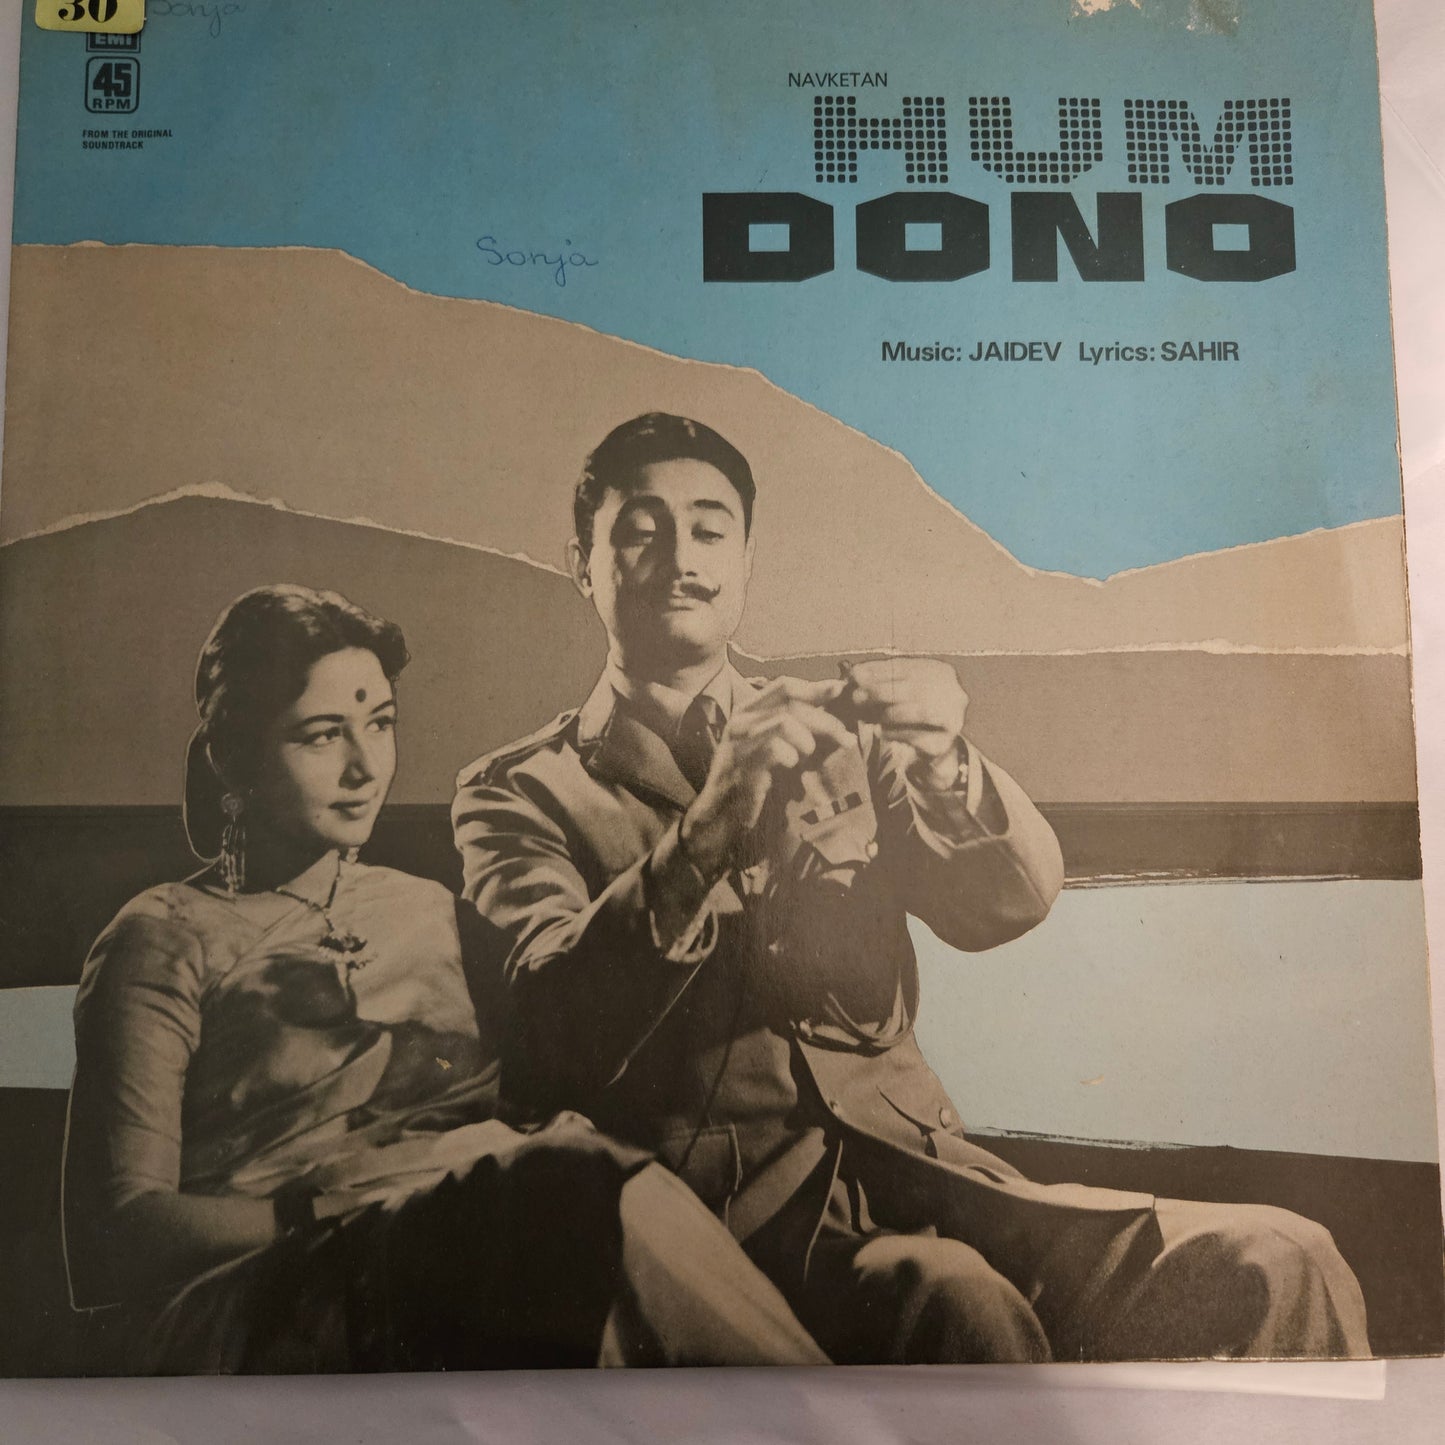 30
Sonja
EMI
45
RPM
FROM THE ORIGINAL
SOUNDTRACK
NAVKETAN
HUM
DONO
Sonja
Music: JAIDEV Lyrics: SAHIR